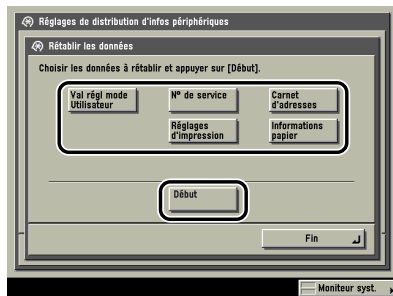 Réglages de distribution d'infos périphériques
Rétablir les données
Choisir les données à rétablir et appuyer sur [Début].
Val régl mode
Utilisateur
Nº de service
Carnet
d'adresses
Réglages
d'impression
Informations
papier
Début
Fin
Moniteur syst.